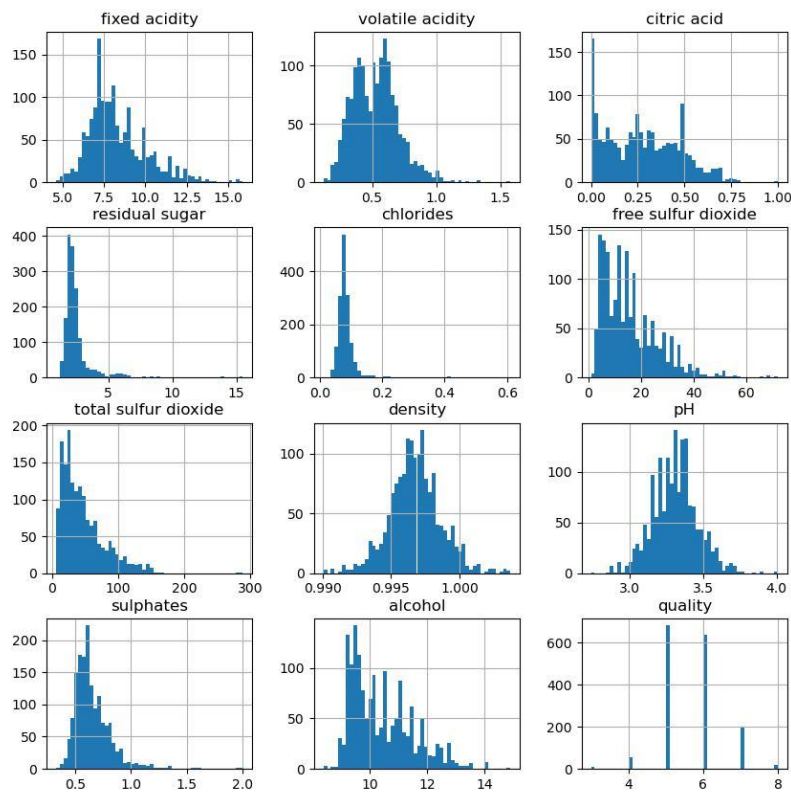 fixed acidity volatile acidity citric acid
150
100
50
0
5.0 7.5 10.0 12.5 15.0
100
50
0
0.5 1.0 1.5
150
100
50
0
0.00 0.25 0.50 0.75 1.00
residual sugar chlorides free sulfur dioxide
400
300
200
100
0
5 10 15
400
200
0
0.0 0.2 0.4 0.6
150
100
50
0
0 20 40 60
total sulfur dioxide density pH
200
150
100
50
0
0 100 200 300
100
50
0
0.990 0.995 1.000
100
50
0
3.0 3.5 4.0
sulphates alcohol quality
200
150
100
50
0
0.5 1.0 1.5 2.0
100
50
0
10 12 14
600
400
200
0
4 6 8